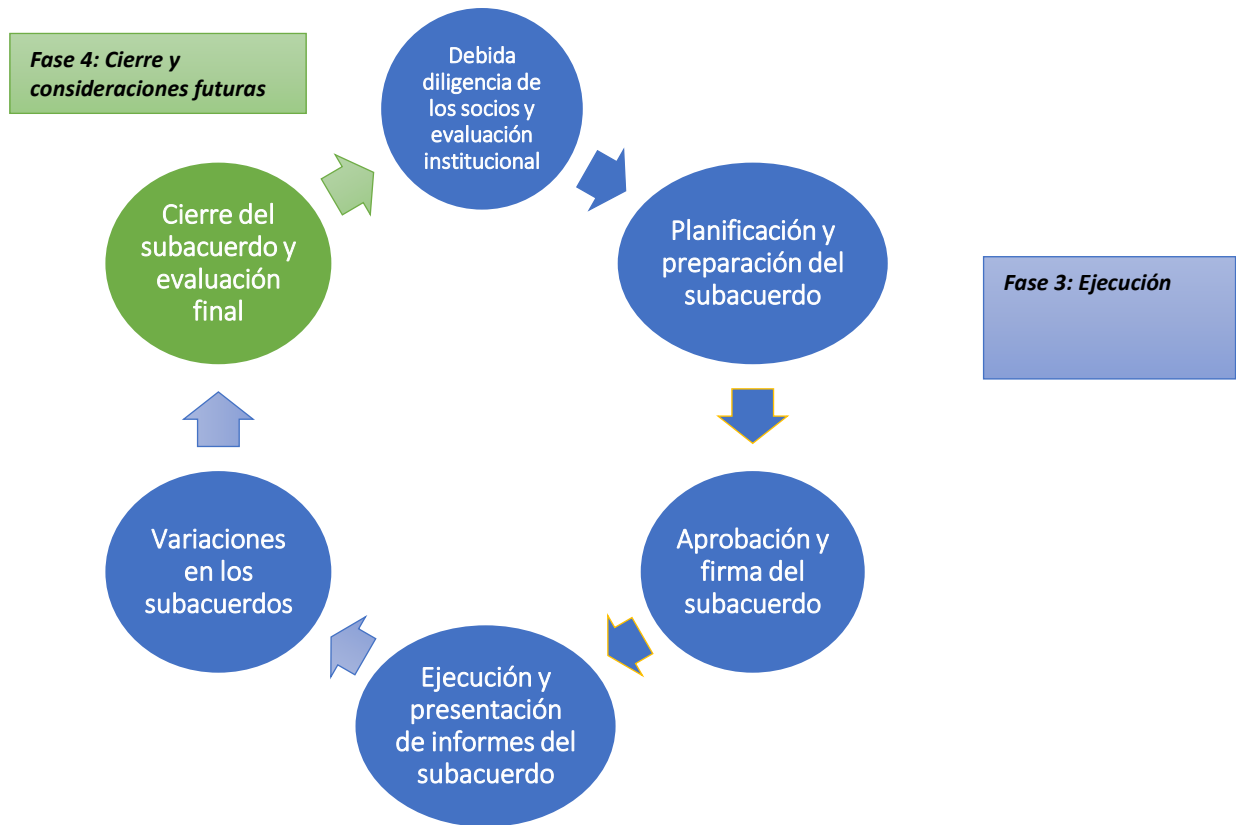 Fase 4: Cierre y
consideraciones futuras
Debida
diligencia de
los socios y
evaluación
institucional
Planificación y
preparación del
subacuerdo
Fase 3: Ejecución
Aprobación y
firma del
subacuerdo
Ejecución y
presentación
de informes del
subacuerdo
Variaciones
en los
subacuerdos
Cierre del
subacuerdo y
evaluación
final